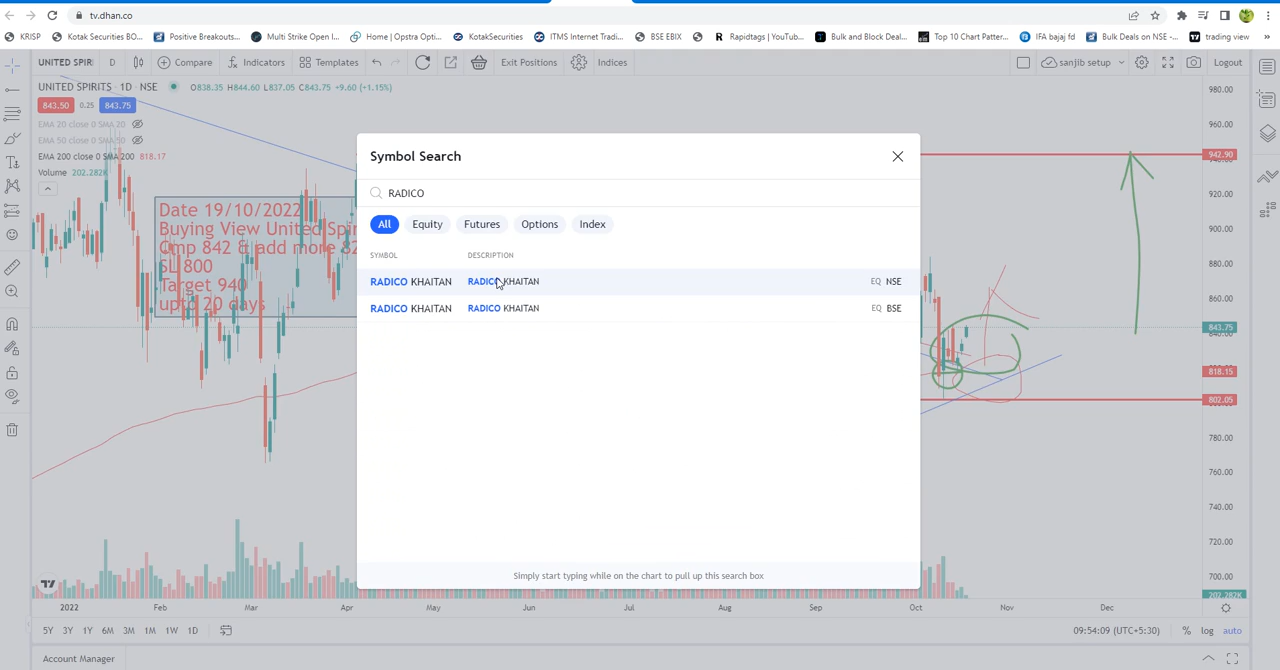 tv.dhan.co
KRISP
Kotak Securities BO...
Positive Breakouts...
Multi Strike Open I...
Home | Opstra Opti...
KotakSecurities
ITMS Internet Tradi...
BSE EBIX
Rapidtags | YouTub...
Bulk and Block Deal...
Top 10 Chart Patter...
IFA bajaj fd
Bulk Deals on NSE -...
trading view
»
UNITED SPIR
D
Compare
Indicators
Templates
Exit Positions
Indices
sanjib setup
Logout
UNITED SPIRITS · 1D · NSE
O838.35 H844.60 L837.05 C843.75 +9.60 (+1.15%)
843.50 0.25 843.75
EMA 20 close 0 SMA 20
EMA 50 close 0 SMA 50
EMA 200 close 0 SMA 200 818.17
Volume 202.282K
Date 19/10/2022
Buying View United Spir
Cmp 842 & add more 82
SL 800
Target 940
upto 20 days
Symbol Search
RADICO
All Equity Futures Options Index
SYMBOL DESCRIPTION
RADICO KHAITAN RADICO KHAITAN EQ NSE
RADICO KHAITAN RADICO KHAITAN EQ BSE
Simply start typing while on the chart to pull up this search box
980.00
960.00
942.90
920.00
900.00
880.00
860.00
843.75
818.15
802.05
780.00
760.00
740.00
720.00
700.00
202.282K
2022 Feb Mar Apr May Jun Jul Aug Sep Oct Nov Dec
5Y 3Y 1Y 6M 3M 1M 1W 1D
09:54:09 (UTC+5:30) % log auto
Account Manager